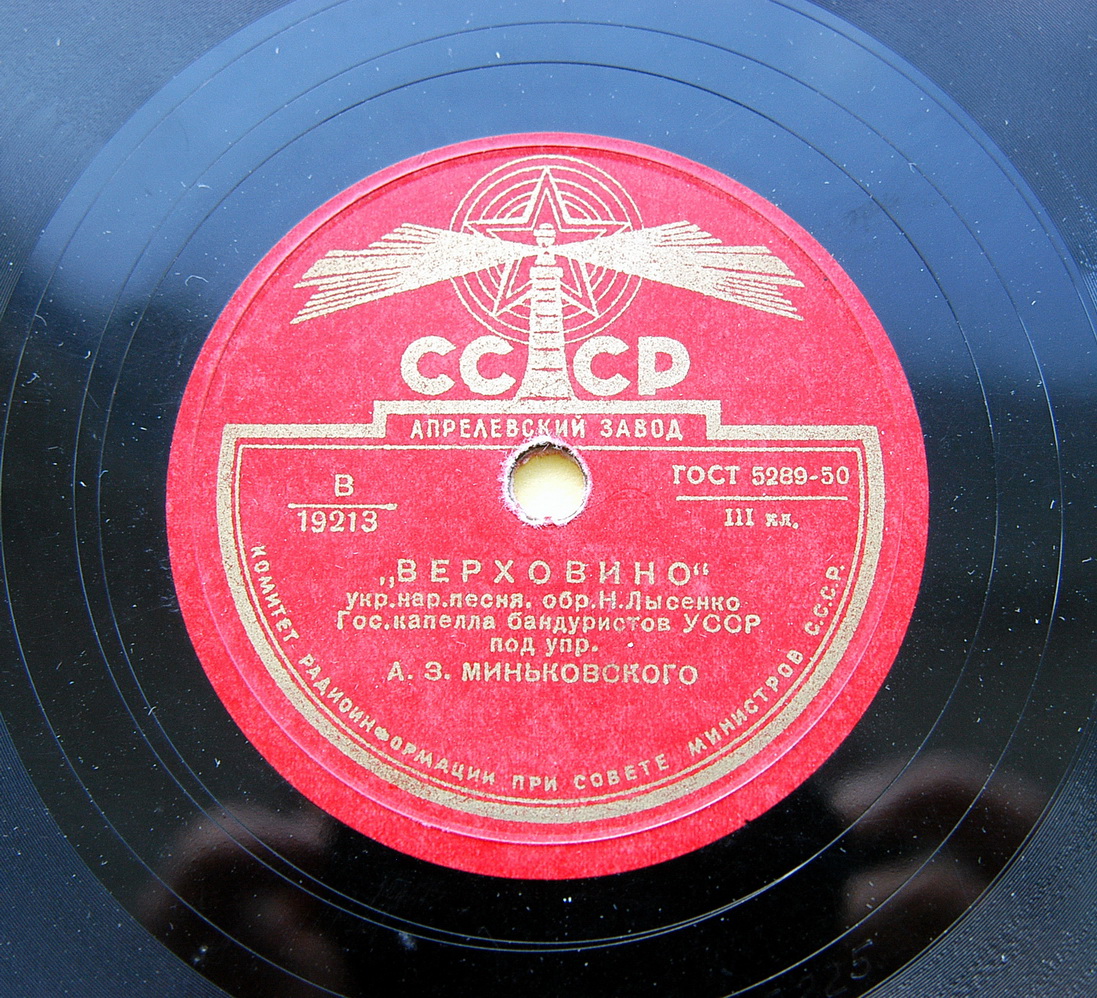 СССР
АПРЕЛЕВСКИЙ ЗАВОД
В
19213
ГОСТ 5289-50
III кл.
„ВЕРХОВИНО“
укр.нар.песня. обр.Н.Лысенко
Гос.капелла бандуристов УССР
под упр.
А. З. МИНЬКОВСКОГО
КОМИТЕТ РАДИОИНФОРМАЦИИ ПРИ СОВЕТЕ МИНИСТРОВ С.С.С.Р.